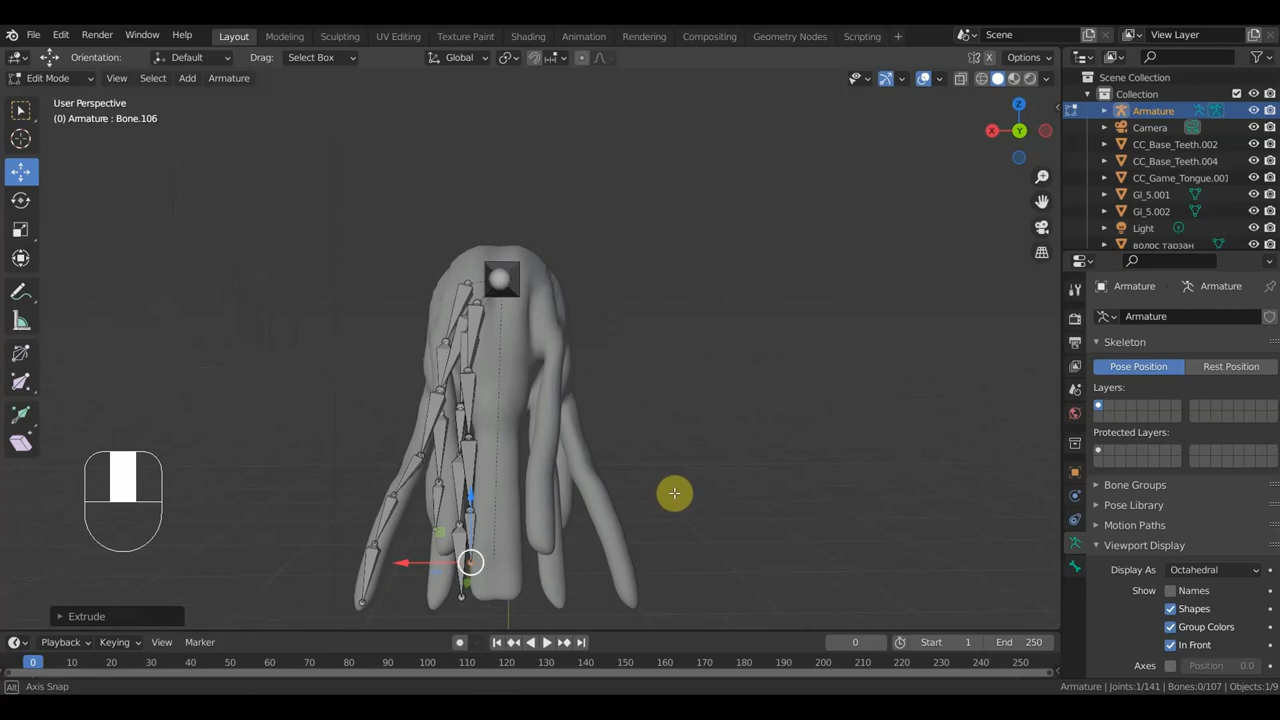 File Edit Render Window Help Layout Modeling Sculpting UV Editing Texture Paint Shading Animation Rendering Compositing Geometry Nodes Scripting + Scene View Layer
Orientation: Default Drag: Select Box Global Options
Edit Mode View Select Add Armature X
User Perspective
(0) Armature : Bone.106
Z
X Y
Extrude
Scene Collection
Collection
Armature
Camera
CC_Base_Teeth.002
CC_Base_Teeth.004
CC_Game_Tongue.001
Gl_5.001
Gl_5.002
Light
волос тарзан
Armature Armature
Armature
Skeleton
Pose Position Rest Position
Layers:
Protected Layers:
Bone Groups
Pose Library
Motion Paths
Viewport Display
Display As Octahedral
Show Names
Shapes
Group Colors
In Front
Axes Position 0.0
Playback Keying View Marker 0 Start 1 End 250
0 10 20 30 40 50 60 70 80 90 100 110 120 130 140 150 160 170 180 190 200 210 220 230 240 250
Alt Axis Snap Armature | Joints:1/141 | Bones:0/107 | Objects:1/9